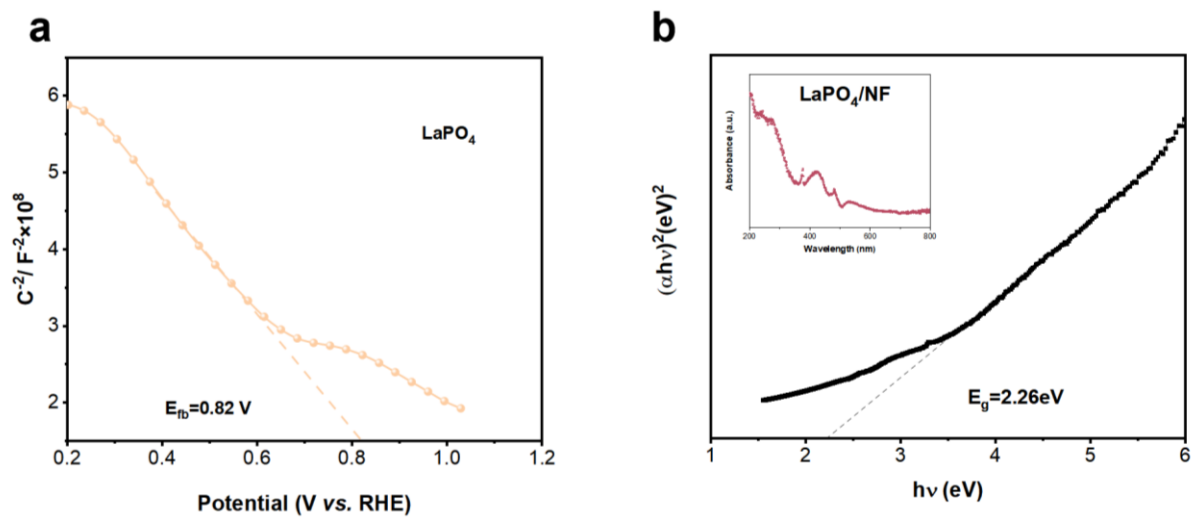 a
C⁻²/ F⁻²×10⁸
6
5
4
3
2
LaPO₄
E_fb=0.82 V
0.2 0.4 0.6 0.8 1.0 1.2
Potential (V vs. RHE)
b
(αhν)²(eV)²
LaPO₄/NF
Absorbance (a.u.)
200 400 600 800
Wavelength (nm)
E_g=2.26eV
1 2 3 4 5 6
hν (eV)